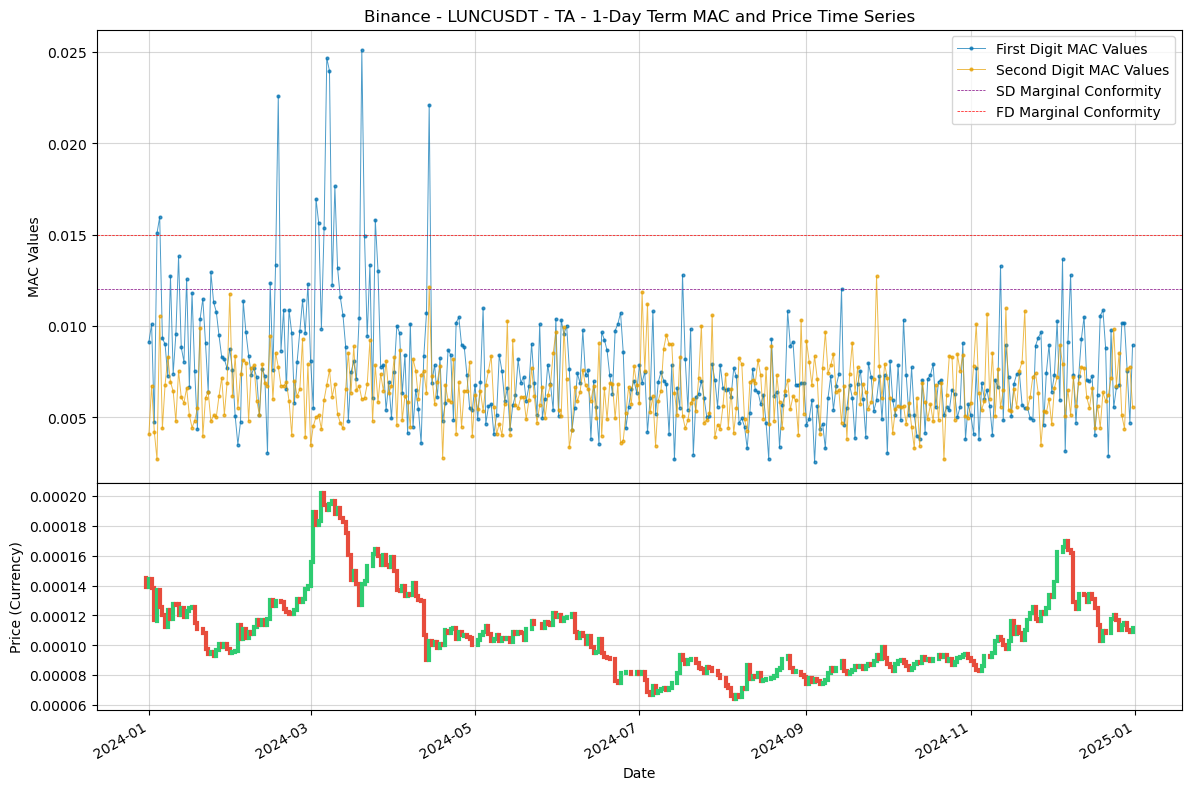 Binance - LUNCUSDT - TA - 1-Day Term MAC and Price Time Series
First Digit MAC Values
Second Digit MAC Values
SD Marginal Conformity
FD Marginal Conformity
MAC Values
0.025
0.020
0.015
0.010
0.005
Price (Currency)
0.00020
0.00018
0.00016
0.00014
0.00012
0.00010
0.00008
0.00006
2024-01
2024-03
2024-05
2024-07
2024-09
2024-11
2025-01
Date